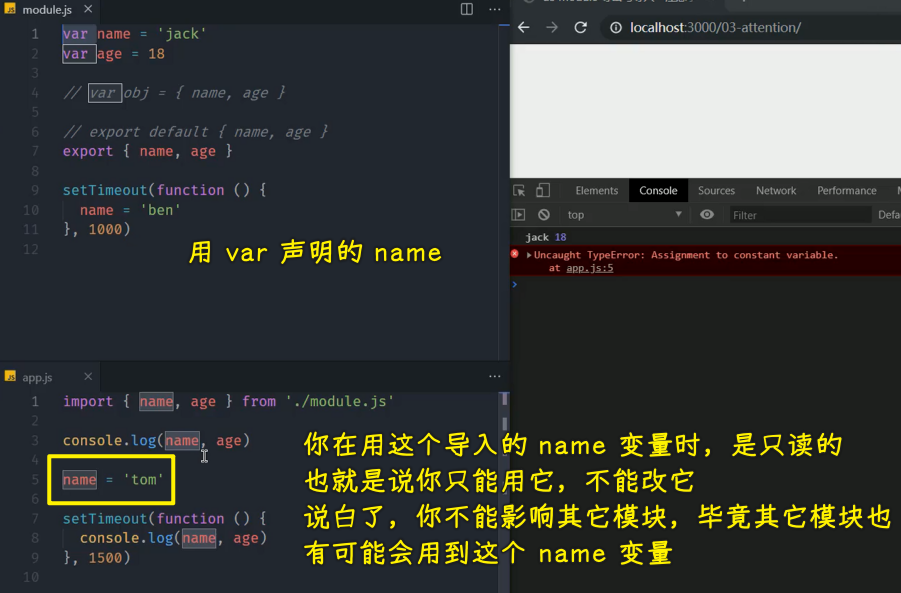 module.js
1 var name = 'jack'
2 var age = 18
3
4 // var obj = { name, age }
5
6 // export default { name, age }
7 export { name, age }
8
9 setTimeout(function () {
10 name = 'ben'
11 }, 1000)
12
用 var 声明的 name
app.js
1 import { name, age } from './module.js'
2
3 console.log(name, age)
4
5 name = 'tom'
6
7 setTimeout(function () {
8 console.log(name, age)
9 }, 1500)
10
你在用这个导入的 name 变量时，是只读的
也就是说你只能用它，不能改它
说白了，你不能影响其它模块，毕竟其它模块也
有可能会用到这个 name 变量
localhost:3000/03-attention/
Elements Console Sources Network Performance
top Filter Defa
jack 18
Uncaught TypeError: Assignment to constant variable.
at app.js:5